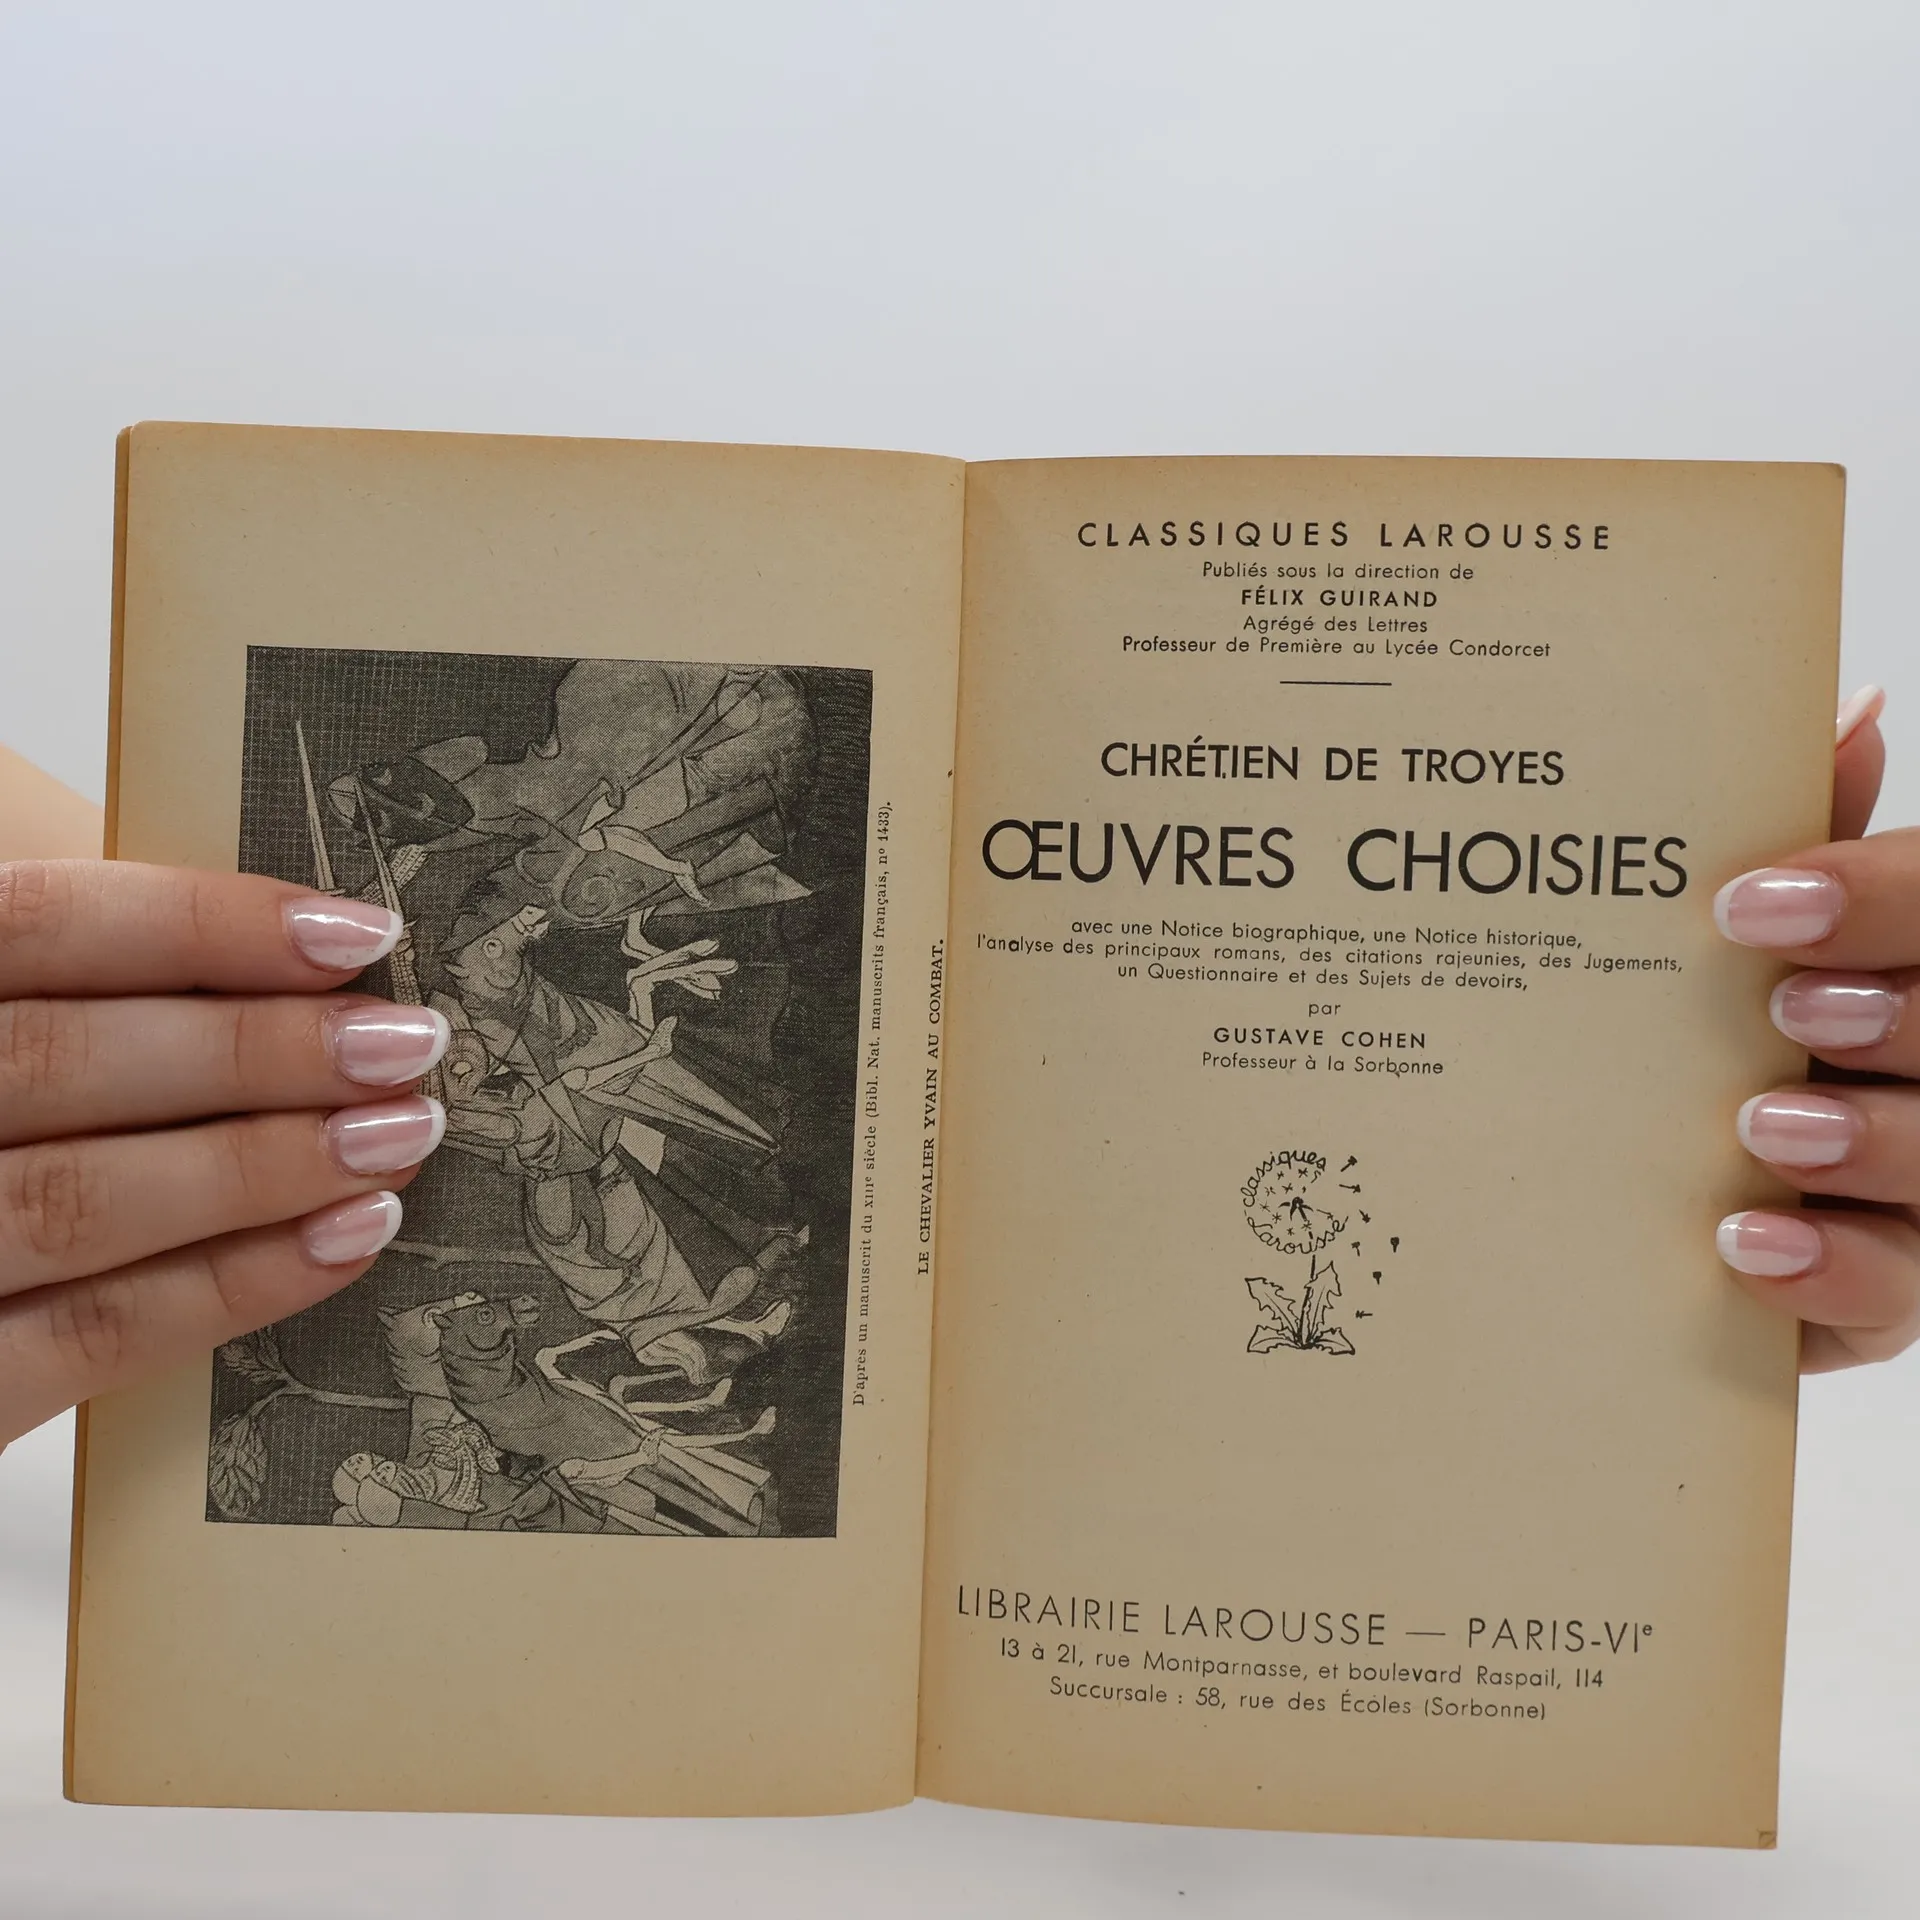 D'après un manuscrit du XIIIe siècle (Bibl. Nat. manuscrits français, nº 1433).
LE CHEVALIER YVAIN AU COMBAT.
CLASSIQUES LAROUSSE
Publiés sous la direction de
FÉLIX GUIRAND
Agrégé des Lettres
Professeur de Première au Lycée Condorcet
CHRÉTIEN DE TROYES
ŒUVRES CHOISIES
avec une Notice biographique, une Notice historique,
l'analyse des principaux romans, des citations rajeunies, des Jugements,
un Questionnaire et des Sujets de devoirs,
par
GUSTAVE COHEN
Professeur à la Sorbonne
classiques
Larousse
LIBRAIRIE LAROUSSE — PARIS-VIe
13 à 21, rue Montparnasse, et boulevard Raspail, 114
Succursale : 58, rue des Écoles (Sorbonne)